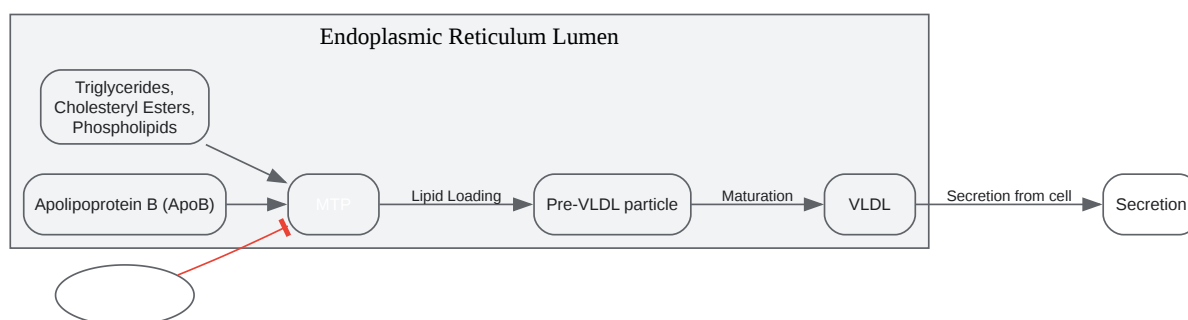 Endoplasmic Reticulum Lumen
Triglycerides,
Cholesteryl Esters,
Phospholipids
Apolipoprotein B (ApoB)
MTP
Lipid Loading
Pre-VLDL particle
Maturation
VLDL
Secretion from cell
Secretion